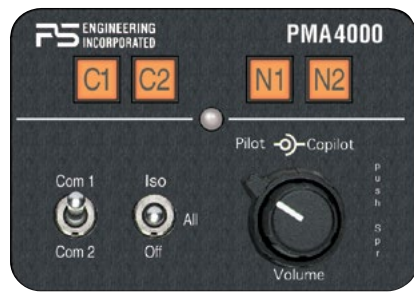 PS ENGINEERING
INCORPORATED
PMA4000
C1 C2 N1 N2
Pilot Copilot
push Spr
Com 1 Iso
All
Com 2 Off
Volume